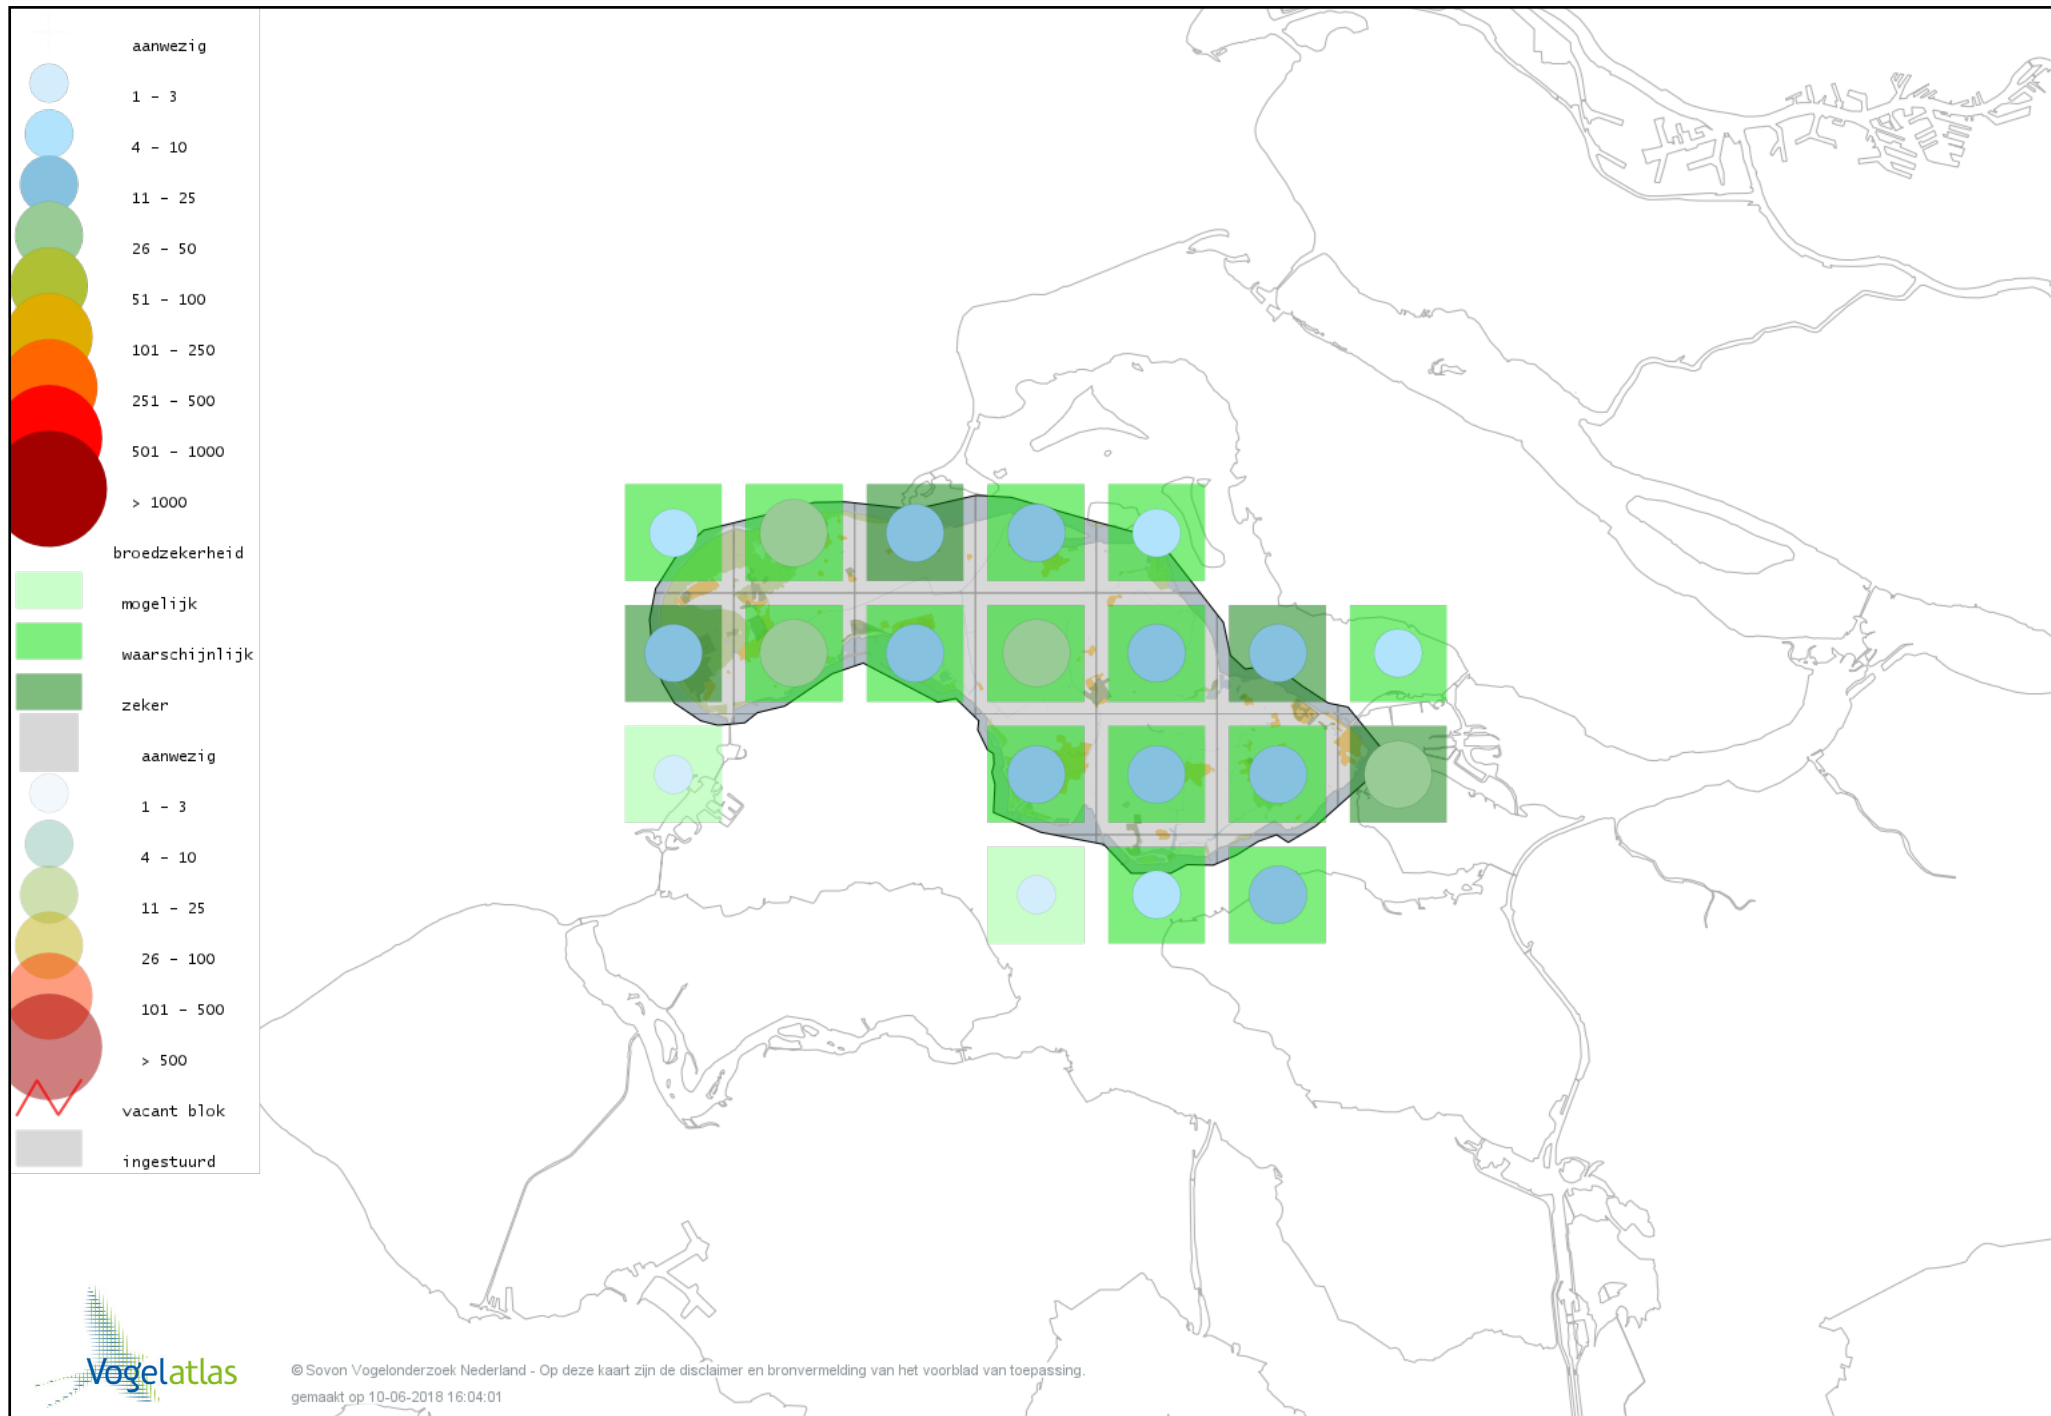 aanwezig
1 - 3
4 - 10
11 - 25
26 - 50
51 - 100
101 - 250
251 - 500
501 - 1000
> 1000
broedzekerheid
mogelijk
waarschijnlijk
zeker
aanwezig
1 - 3
4 - 10
11 - 25
26 - 100
101 - 500
> 500
vacant blok
ingestuurd
Vogelatlas
© Sovon Vogelonderzoek Nederland - Op deze kaart zijn de disclaimer en bronvermelding van het voorblad van toepassing.
gemaakt op 10-06-2018 16:04:01